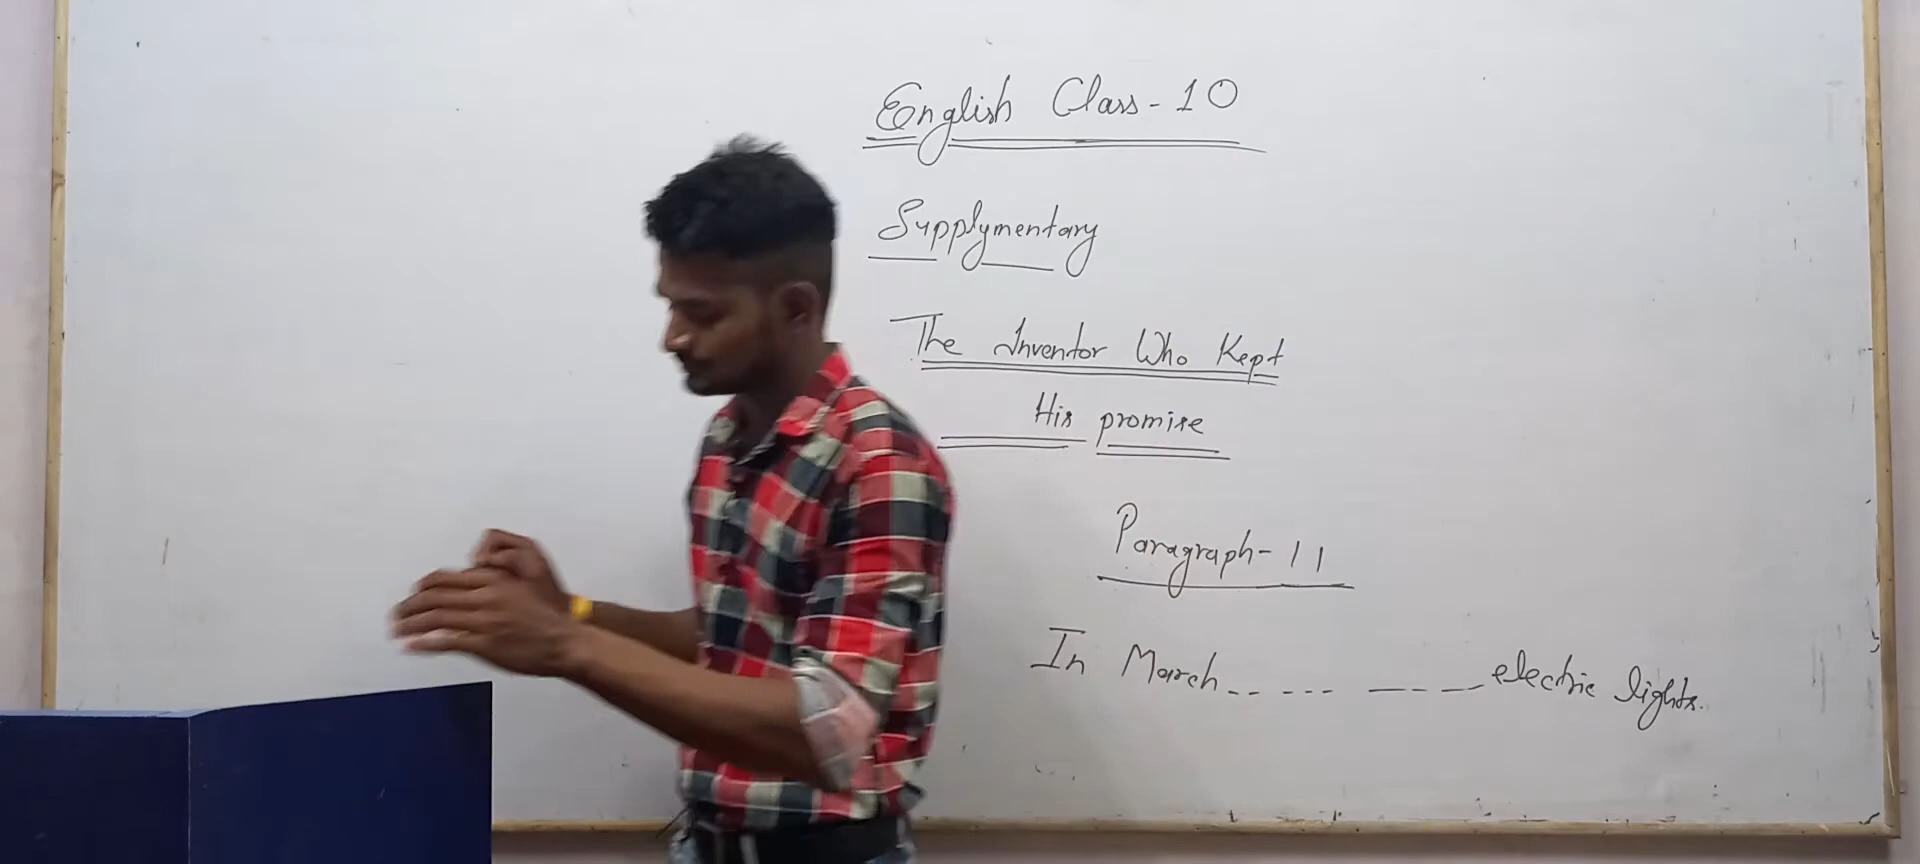 English Class-10
Supplymentary
The Inventor Who Kept
His promise
Paragraph-11
In March---- --- ---electric lights.